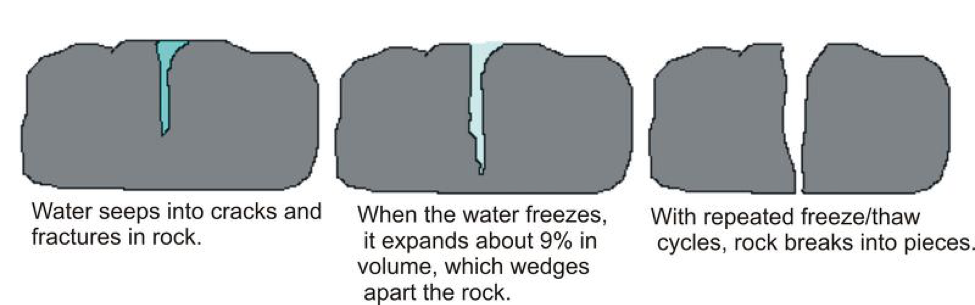 Water seeps into cracks and
fractures in rock.
When the water freezes,
it expands about 9% in
volume, which wedges
apart the rock.
With repeated freeze/thaw
cycles, rock breaks into pieces.